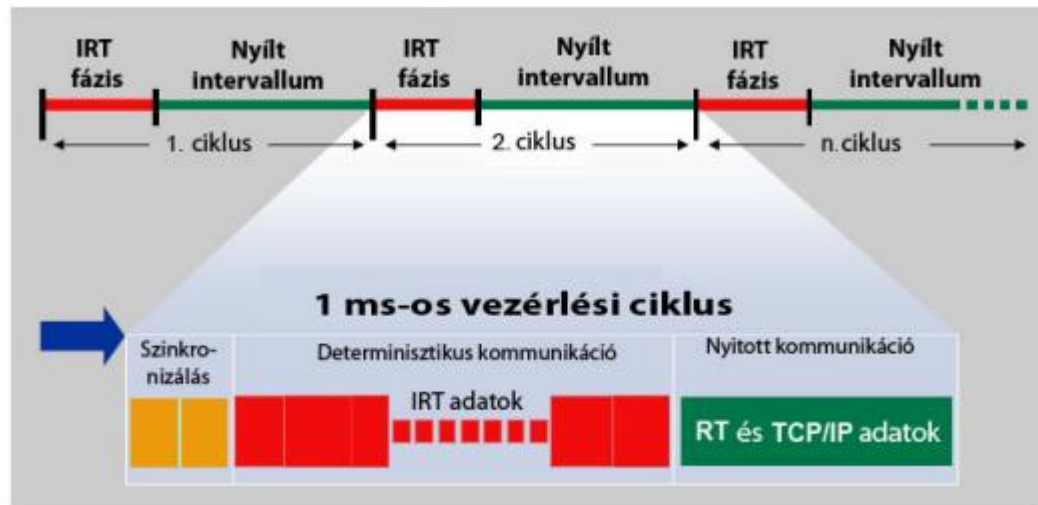 IRT
fázis
Nyílt
intervallum
IRT
fázis
Nyílt
intervallum
IRT
fázis
Nyílt
intervallum
1. ciklus
2. ciklus
n. ciklus
1 ms-os vezérlési ciklus
Szinkro-
nizálás
Determinisztikus kommunikáció
Nyitott kommunikáció
IRT adatok
RT és TCP/IP adatok